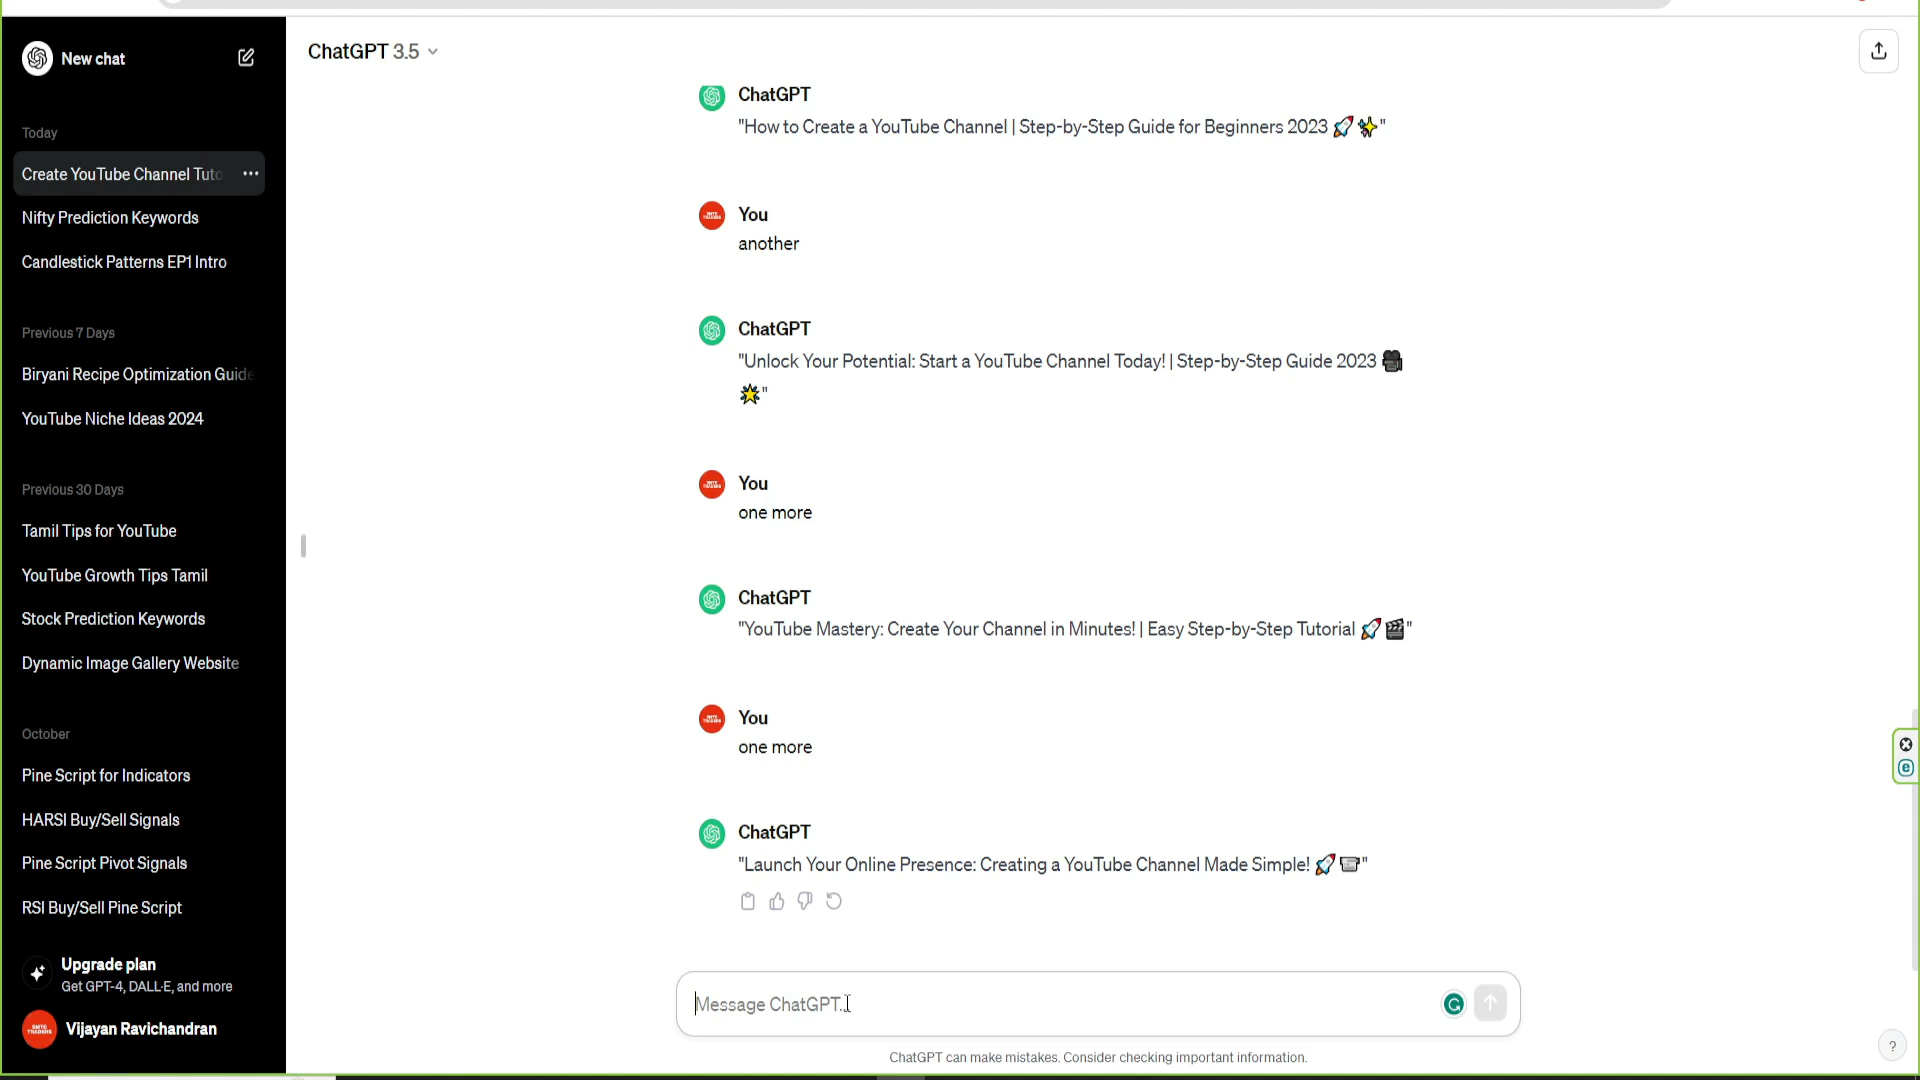 New chat
Today
Create YouTube Channel Tuto
Nifty Prediction Keywords
Candlestick Patterns EP1 Intro
Previous 7 Days
Biryani Recipe Optimization Guide
YouTube Niche Ideas 2024
Previous 30 Days
Tamil Tips for YouTube
YouTube Growth Tips Tamil
Stock Prediction Keywords
Dynamic Image Gallery Website
October
Pine Script for Indicators
HARSI Buy/Sell Signals
Pine Script Pivot Signals
RSI Buy/Sell Pine Script
Upgrade plan
Get GPT-4, DALL·E, and more
Vijayan Ravichandran
ChatGPT 3.5
ChatGPT
"How to Create a YouTube Channel | Step-by-Step Guide for Beginners 2023 🚀✨"
You
another
ChatGPT
"Unlock Your Potential: Start a YouTube Channel Today! | Step-by-Step Guide 2023 🎥
🌟"
You
one more
ChatGPT
"YouTube Mastery: Create Your Channel in Minutes! | Easy Step-by-Step Tutorial 🚀🎬"
You
one more
ChatGPT
"Launch Your Online Presence: Creating a YouTube Channel Made Simple! 🚀"
Message ChatGPT...
ChatGPT can make mistakes. Consider checking important information.
?